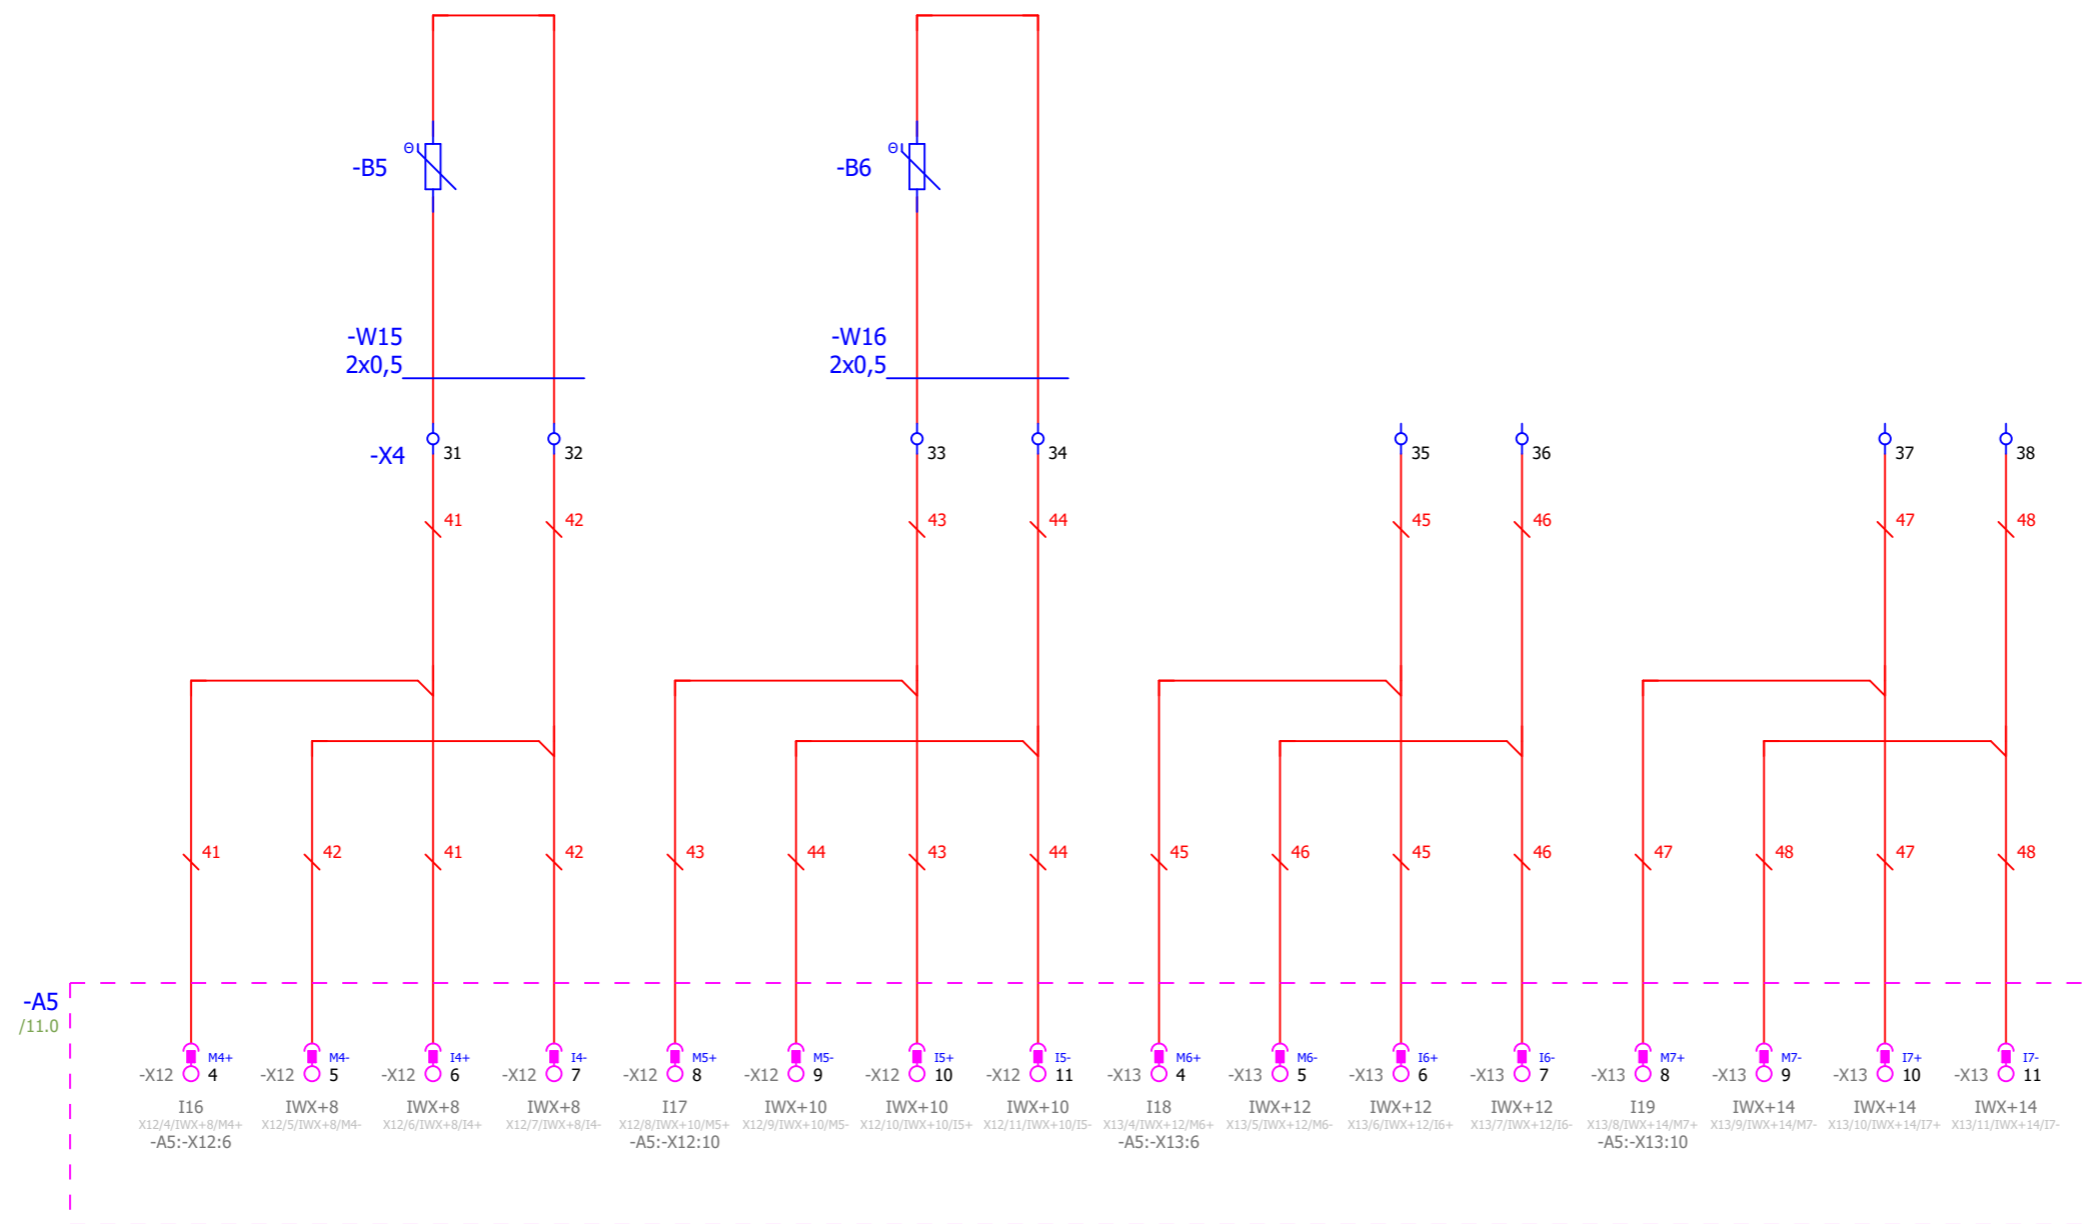 Θ
-B5
Θ
-B6
-W15
2x0,5
-W16
2x0,5
-X4
31
32
33
34
35
36
37
38
41
42
43
44
45
46
47
48
41
42
41
42
43
44
43
44
45
46
45
46
47
48
47
48
-A5
/11.0
-X12 4 M4+
-X12 5 M4-
-X12 6 I4+
-X12 7 I4-
-X12 8 M5+
-X12 9 M5-
-X12 10 I5+
-X12 11 I5-
-X13 4 M6+
-X13 5 M6-
-X13 6 I6+
-X13 7 I6-
-X13 8 M7+
-X13 9 M7-
-X13 10 I7+
-X13 11 I7-
I16
IWX+8
IWX+8
IWX+8
I17
IWX+10
IWX+10
IWX+10
I18
IWX+12
IWX+12
IWX+12
I19
IWX+14
IWX+14
IWX+14
X12/4/IWX+8/M4+
X12/5/IWX+8/M4-
X12/6/IWX+8/I4+
X12/7/IWX+8/I4-
X12/8/IWX+10/M5+
X12/9/IWX+10/M5-
X12/10/IWX+10/I5+
X12/11/IWX+10/I5-
X13/4/IWX+12/M6+
X13/5/IWX+12/M6-
X13/6/IWX+12/I6+
X13/7/IWX+12/I6-
X13/8/IWX+14/M7+
X13/9/IWX+14/M7-
X13/10/IWX+14/I7+
X13/11/IWX+14/I7-
-A5:-X12:6
-A5:-X12:10
-A5:-X13:6
-A5:-X13:10